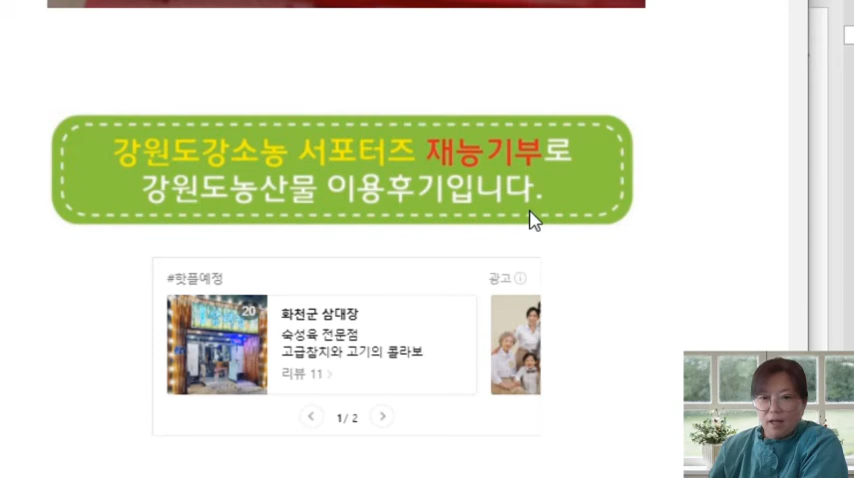 강원도강소농 서포터즈 재능기부로
강원도농산물 이용후기입니다.
#핫플예정
광고
20
화천군 삼대장
숙성육 전문점
고급참치와 고기의 콜라보
리뷰 11
1/ 2